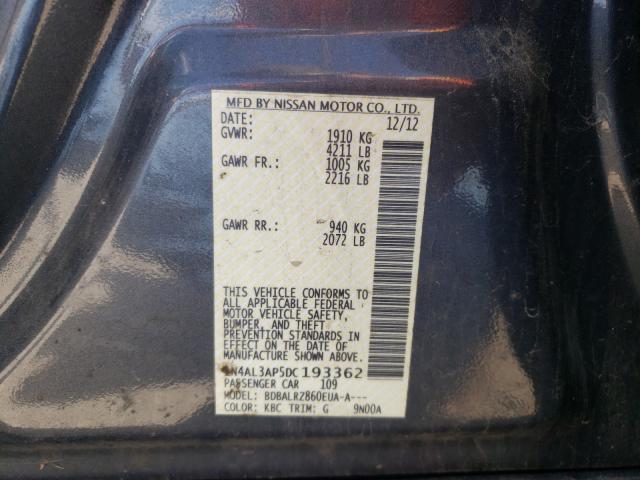 MFD BY NISSAN MOTOR CO., LTD.
DATE: 12/12
GVWR: 1910 KG
4211 LB
GAWR FR: 1005 KG
2216 LB
GAWR RR: 940 KG
2072 LB
THIS VEHICLE CONFORMS TO
ALL APPLICABLE FEDERAL
MOTOR VEHICLE SAFETY,
BUMPER, AND THEFT
PREVENTION STANDARDS IN
EFFECT ON THE DATE OF
MANUFACTURE SHOWN ABOVE.
1N4AL3AP5DC193362
PASSENGER CAR 109
MODEL: BDBALRZ860EUA-A---
COLOR: KBC TRIM: G 9N00A